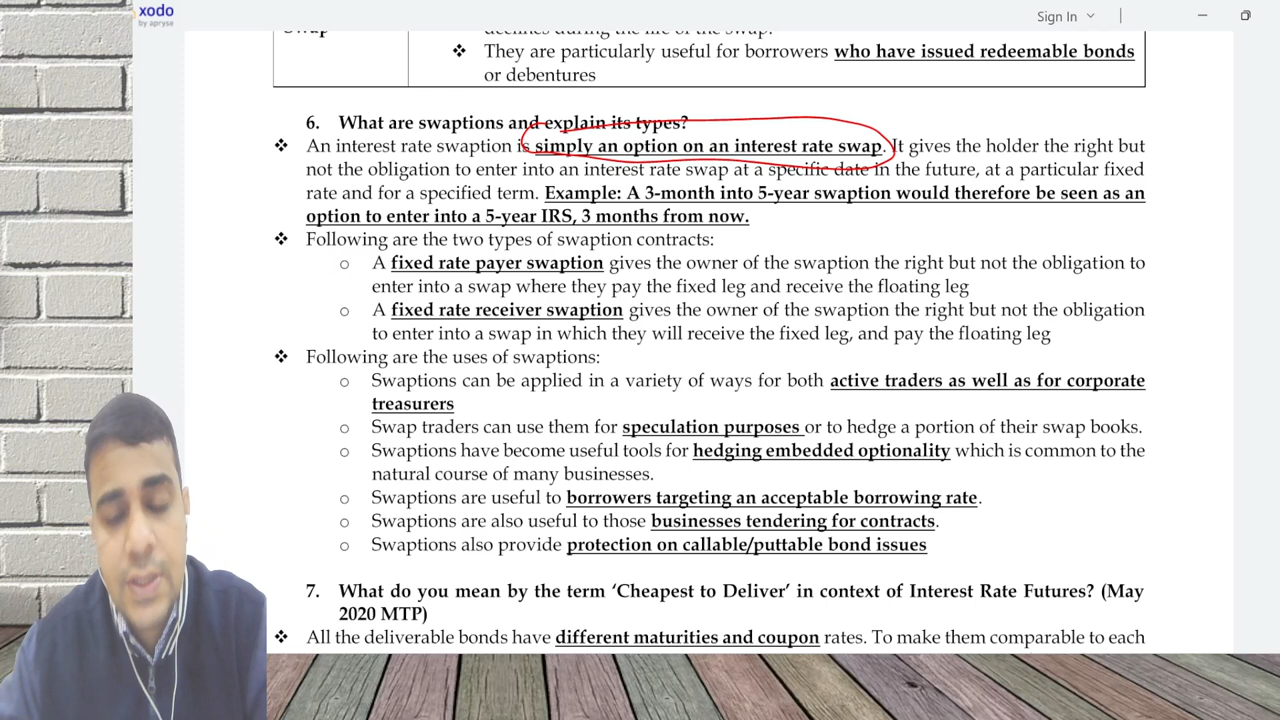 xodo
by apryse
Sign In
Swap
declines during the life of the swap.
❖ They are particularly useful for borrowers who have issued redeemable bonds
or debentures
6. What are swaptions and explain its types?
❖ An interest rate swaption is simply an option on an interest rate swap. It gives the holder the right but
not the obligation to enter into an interest rate swap at a specific date in the future, at a particular fixed
rate and for a specified term. Example: A 3-month into 5-year swaption would therefore be seen as an
option to enter into a 5-year IRS, 3 months from now.
❖ Following are the two types of swaption contracts:
o A fixed rate payer swaption gives the owner of the swaption the right but not the obligation to
enter into a swap where they pay the fixed leg and receive the floating leg
o A fixed rate receiver swaption gives the owner of the swaption the right but not the obligation
to enter into a swap in which they will receive the fixed leg, and pay the floating leg
❖ Following are the uses of swaptions:
o Swaptions can be applied in a variety of ways for both active traders as well as for corporate
treasurers
o Swap traders can use them for speculation purposes or to hedge a portion of their swap books.
o Swaptions have become useful tools for hedging embedded optionality which is common to the
natural course of many businesses.
o Swaptions are useful to borrowers targeting an acceptable borrowing rate.
o Swaptions are also useful to those businesses tendering for contracts.
o Swaptions also provide protection on callable/puttable bond issues
7. What do you mean by the term ‘Cheapest to Deliver’ in context of Interest Rate Futures? (May
2020 MTP)
❖ All the deliverable bonds have different maturities and coupon rates. To make them comparable to each